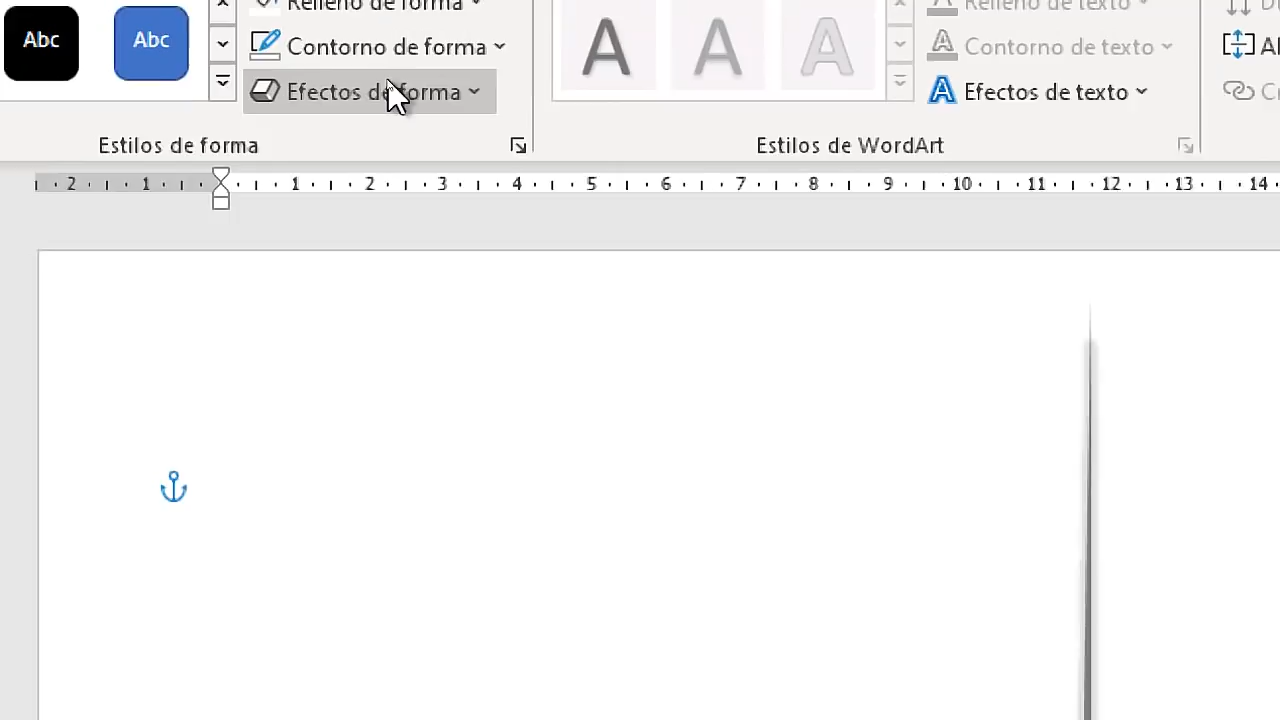 Abc
Abc
Relleno de forma
Contorno de forma
Efectos de forma
Estilos de forma
A
A
A
Relleno de texto
Contorno de texto
Efectos de texto
Estilos de WordArt
2 1 1 2 3 4 5 6 7 8 9 10 11 12 13 14